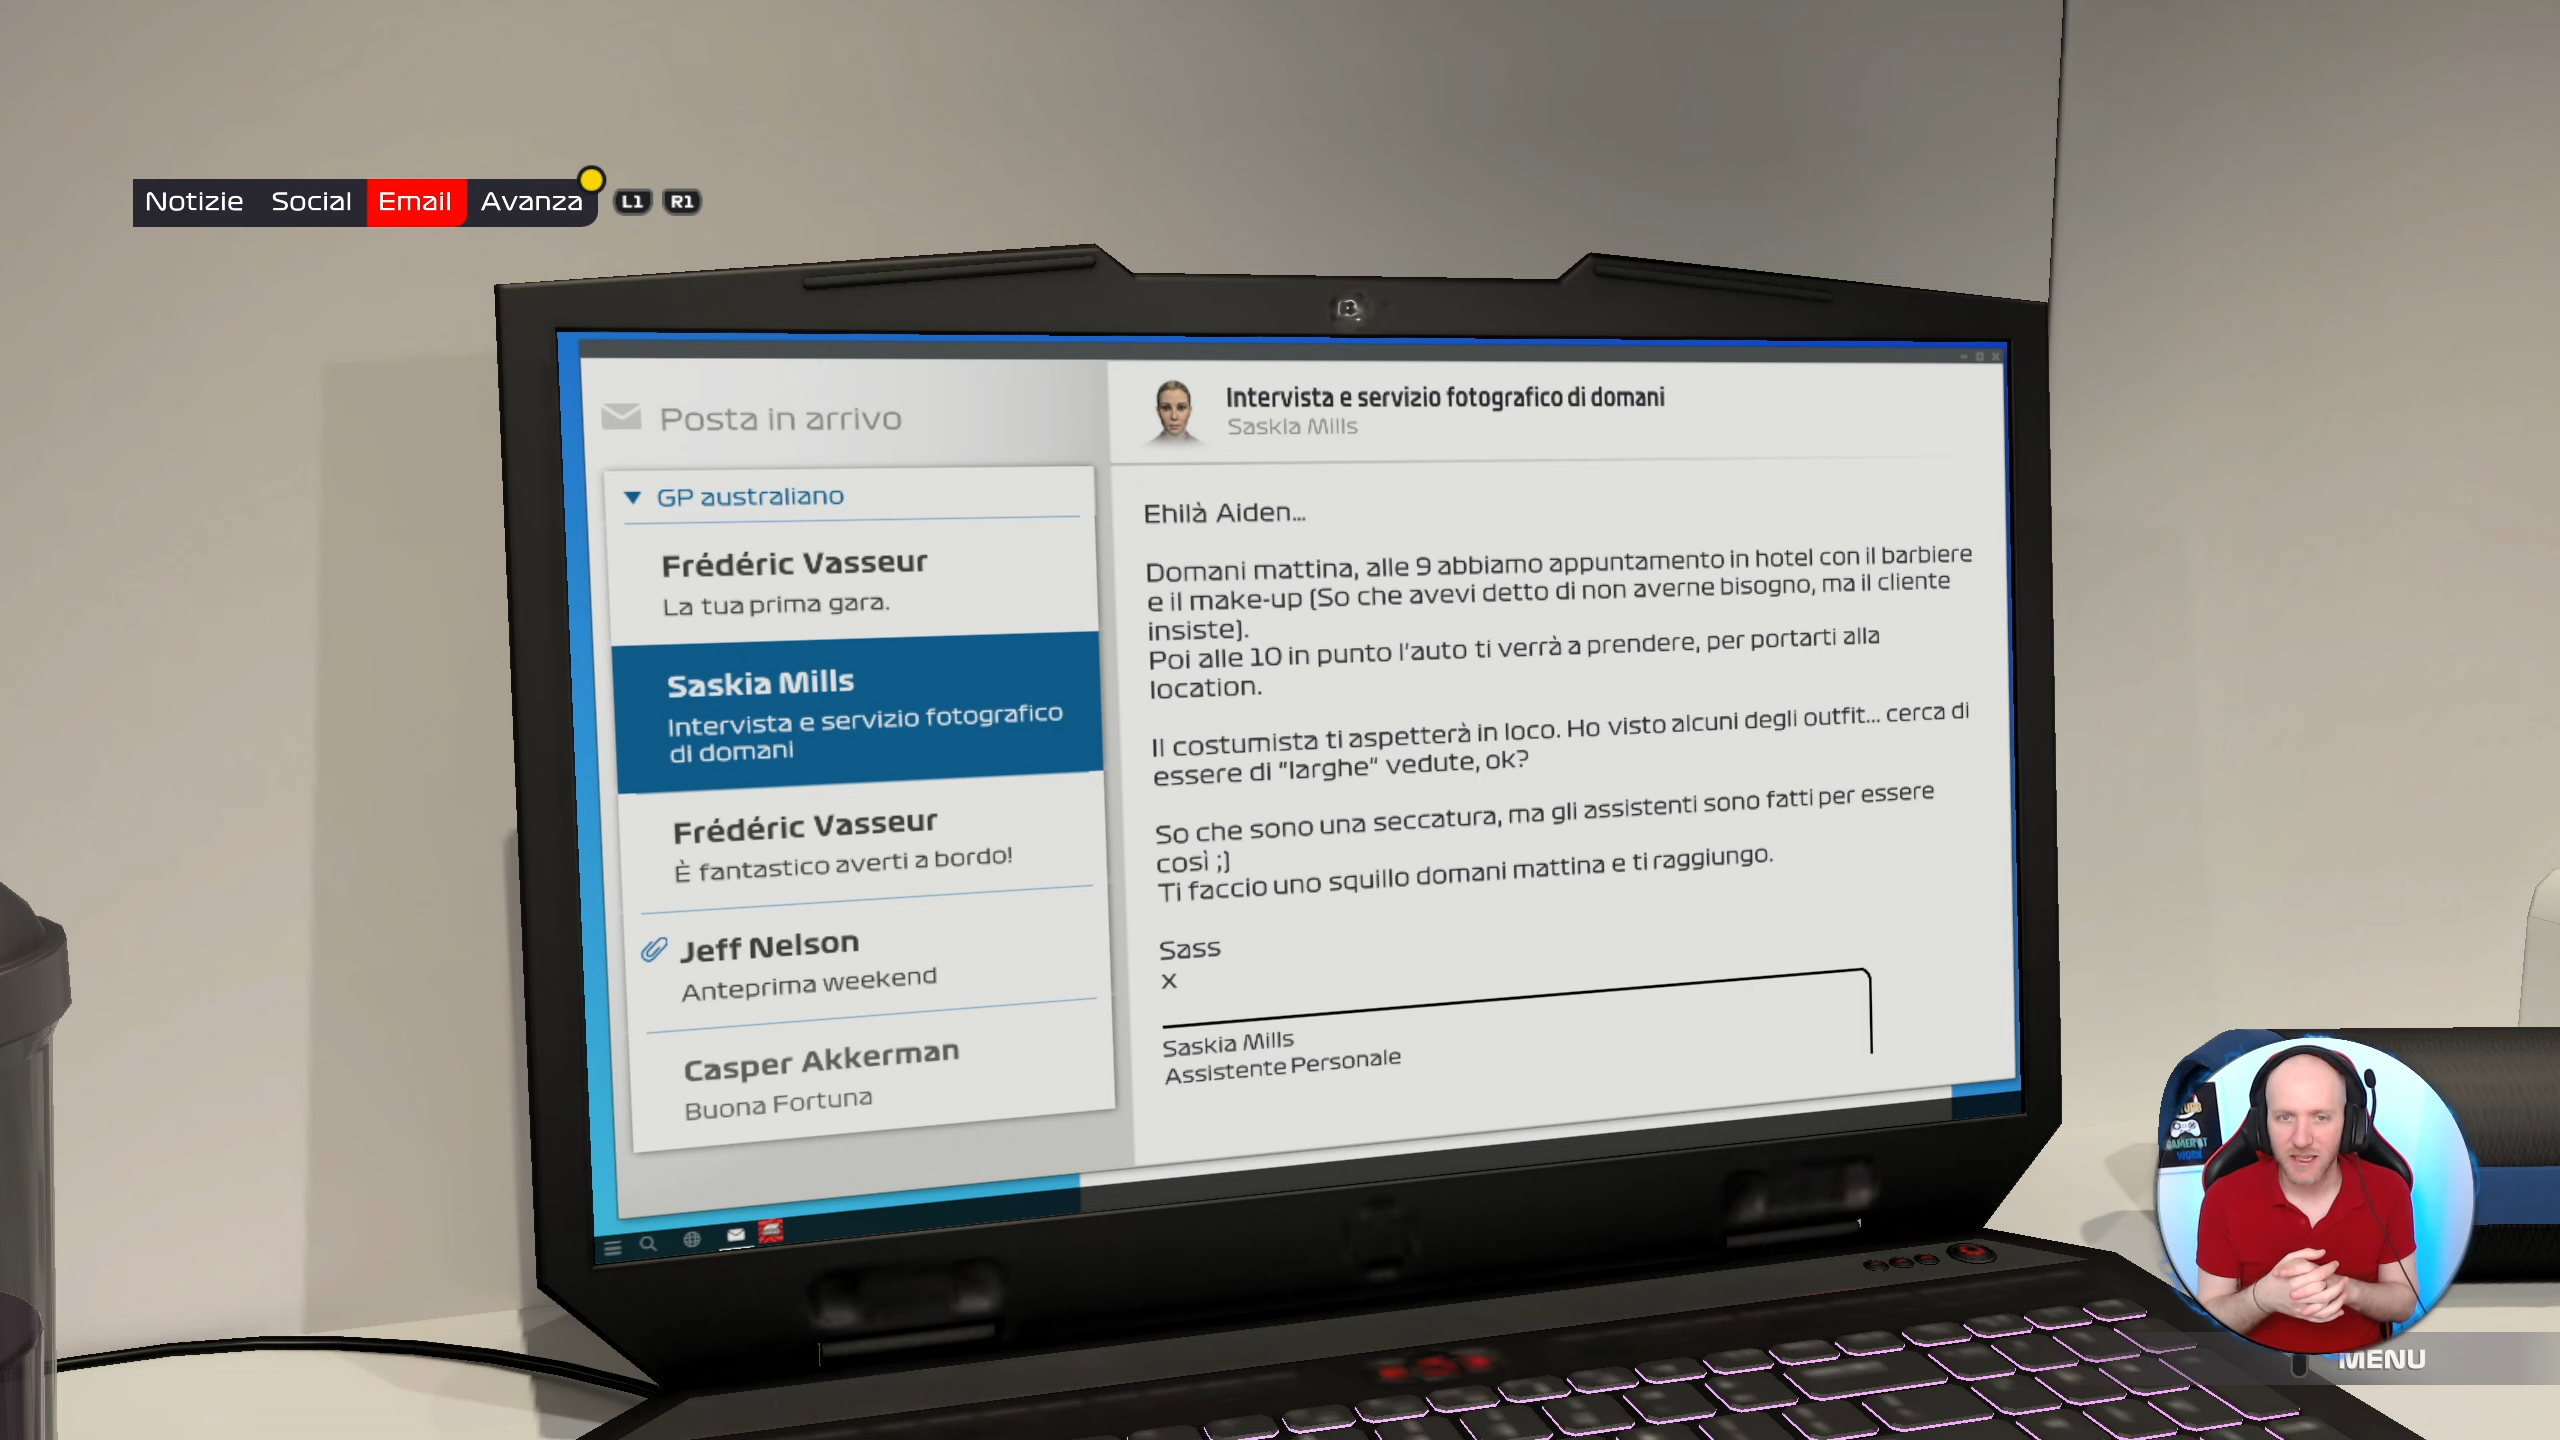 Notizie Social Email Avanza L1 R1
Posta in arrivo
GP australiano
Frédéric Vasseur
La tua prima gara.
Saskia Mills
Intervista e servizio fotografico
di domani
Frédéric Vasseur
È fantastico averti a bordo!
Jeff Nelson
Anteprima weekend
Casper Akkerman
Buona Fortuna
Intervista e servizio fotografico di domani
Saskia Mills
Ehilà Aiden...
Domani mattina, alle 9 abbiamo appuntamento in hotel con il barbiere
e il make-up (So che avevi detto di non averne bisogno, ma il cliente
insiste).
Poi alle 10 in punto l'auto ti verrà a prendere, per portarti alla
location.
Il costumista ti aspetterà in loco. Ho visto alcuni degli outfit... cerca di
essere di "larghe" vedute, ok?
So che sono una seccatura, ma gli assistenti sono fatti per essere
così ;)
Ti faccio uno squillo domani mattina e ti raggiungo.
Sass
x
Saskia Mills
Assistente Personale
GAMER AT
WORK
MENU